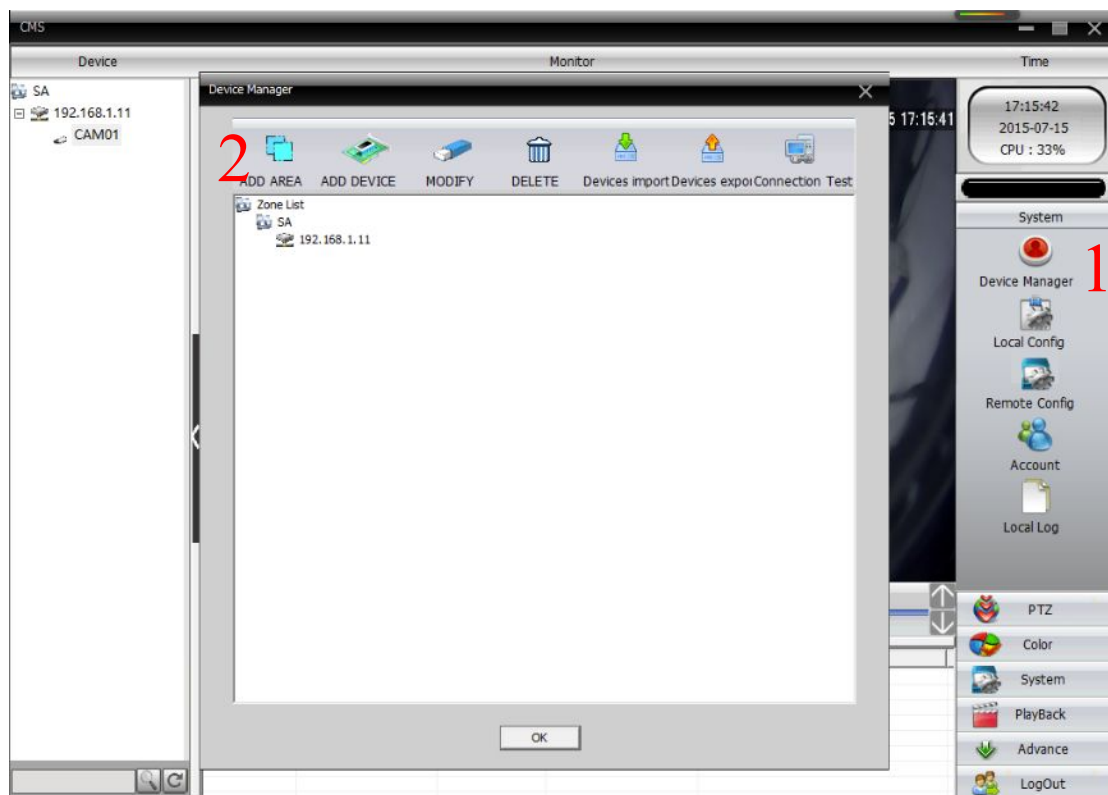 CMS
Device
Monitor
Time
SA
192.168.1.11
CAM01
Device Manager
5 17:15:41
17:15:42
2015-07-15
CPU : 33%
2
ADD AREA
ADD DEVICE
MODIFY
DELETE
Devices import
Devices expor
Connection Test
Zone List
SA
192.168.1.11
OK
System
1
Device Manager
Local Config
Remote Config
Account
Local Log
PTZ
Color
System
PlayBack
Advance
LogOut